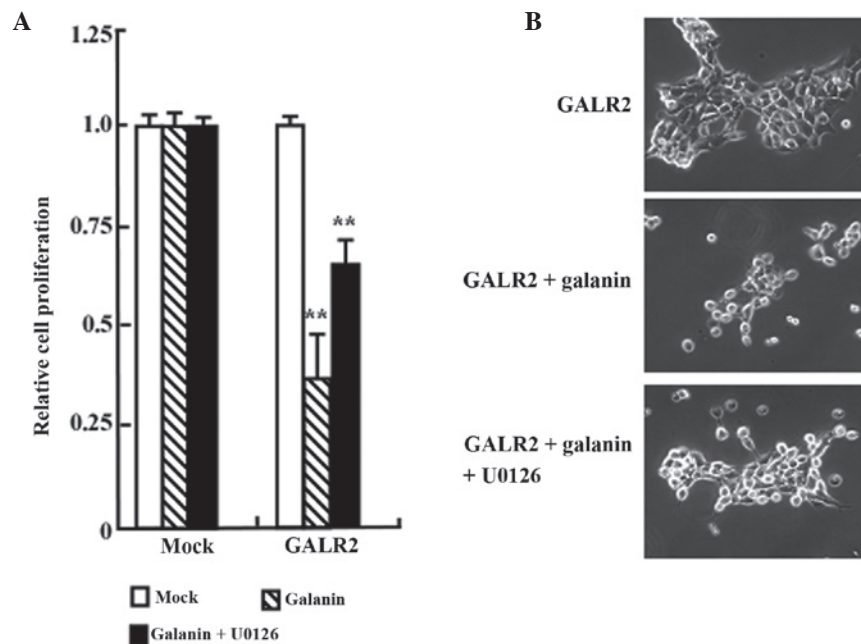 A
1.25
1.0
0.75
0.5
0.25
0
Relative cell proliferation
**
**
Mock
GALR2
Mock
Galanin
Galanin + U0126
B
GALR2
GALR2 + galanin
GALR2 + galanin
+ U0126